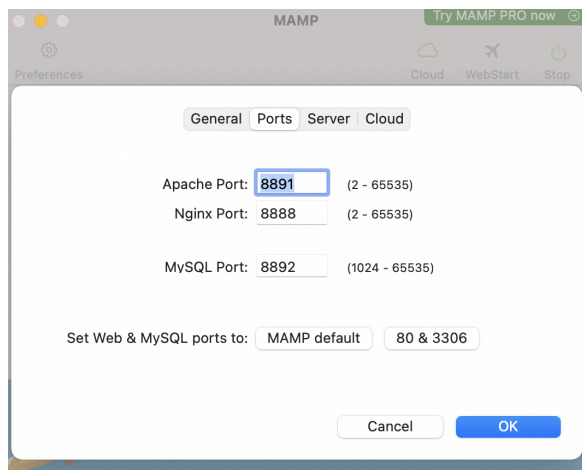 MAMP
Try MAMP PRO now
Preferences
Cloud WebStart Stop
General Ports Server Cloud
Apache Port: 8891 (2 - 65535)
Nginx Port: 8888 (2 - 65535)
MySQL Port: 8892 (1024 - 65535)
Set Web & MySQL ports to: MAMP default 80 & 3306
Cancel OK